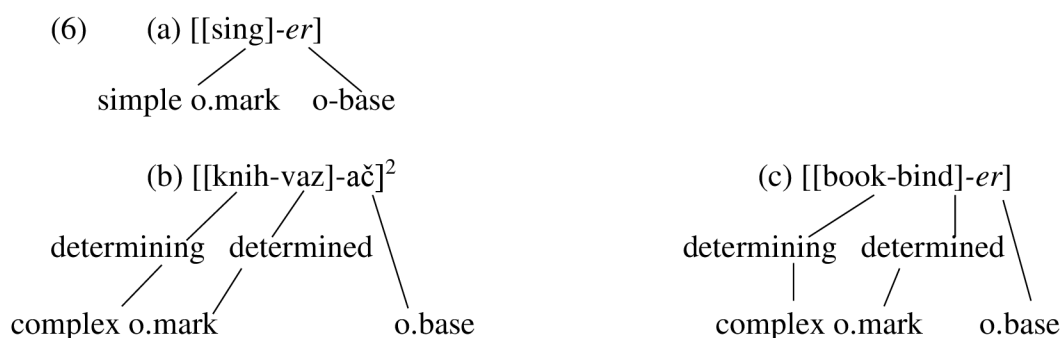 (6) (a) [[sing]-er]
simple o.mark o-base
(b) [[knih-vaz]-ač]² (c) [[book-bind]-er]
determining determined determining determined
complex o.mark o.base complex o.mark o.base